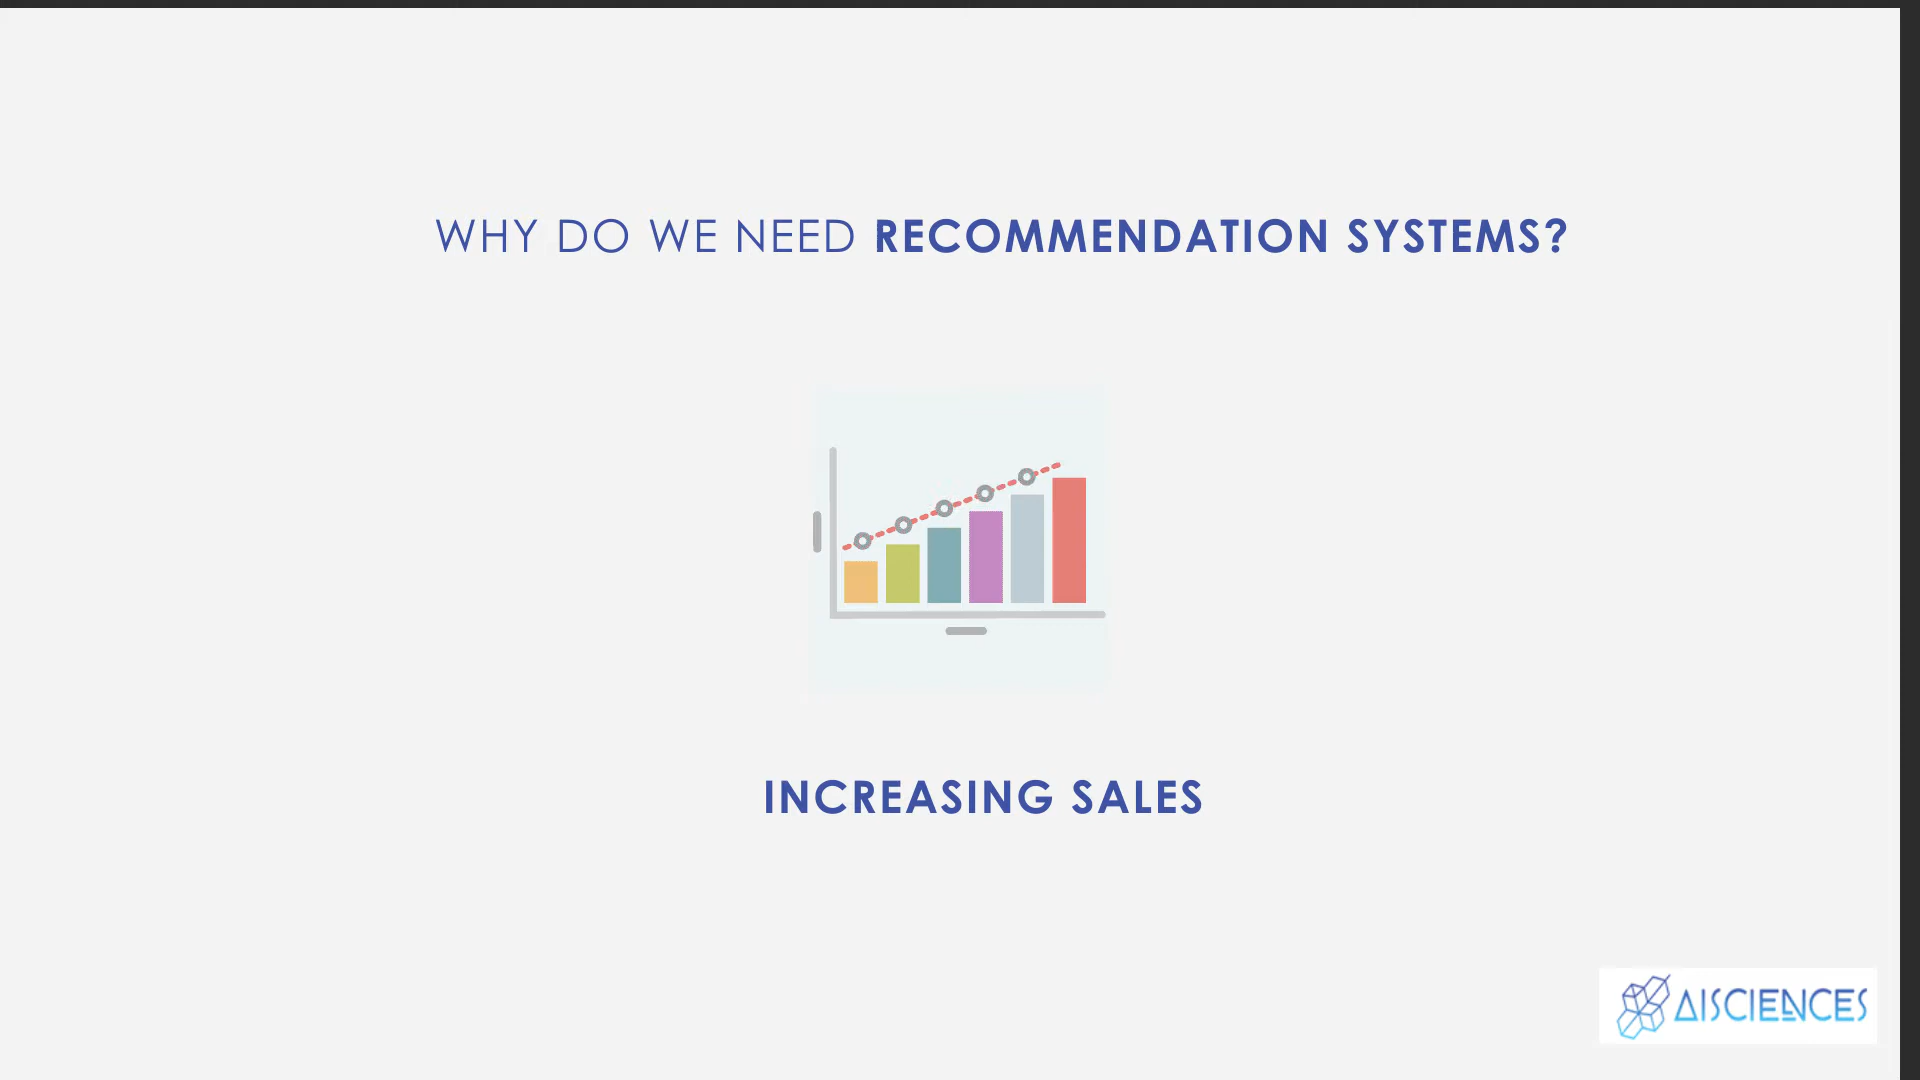 WHY DO WE NEED RECOMMENDATION SYSTEMS?
INCREASING SALES
AISCIENCES